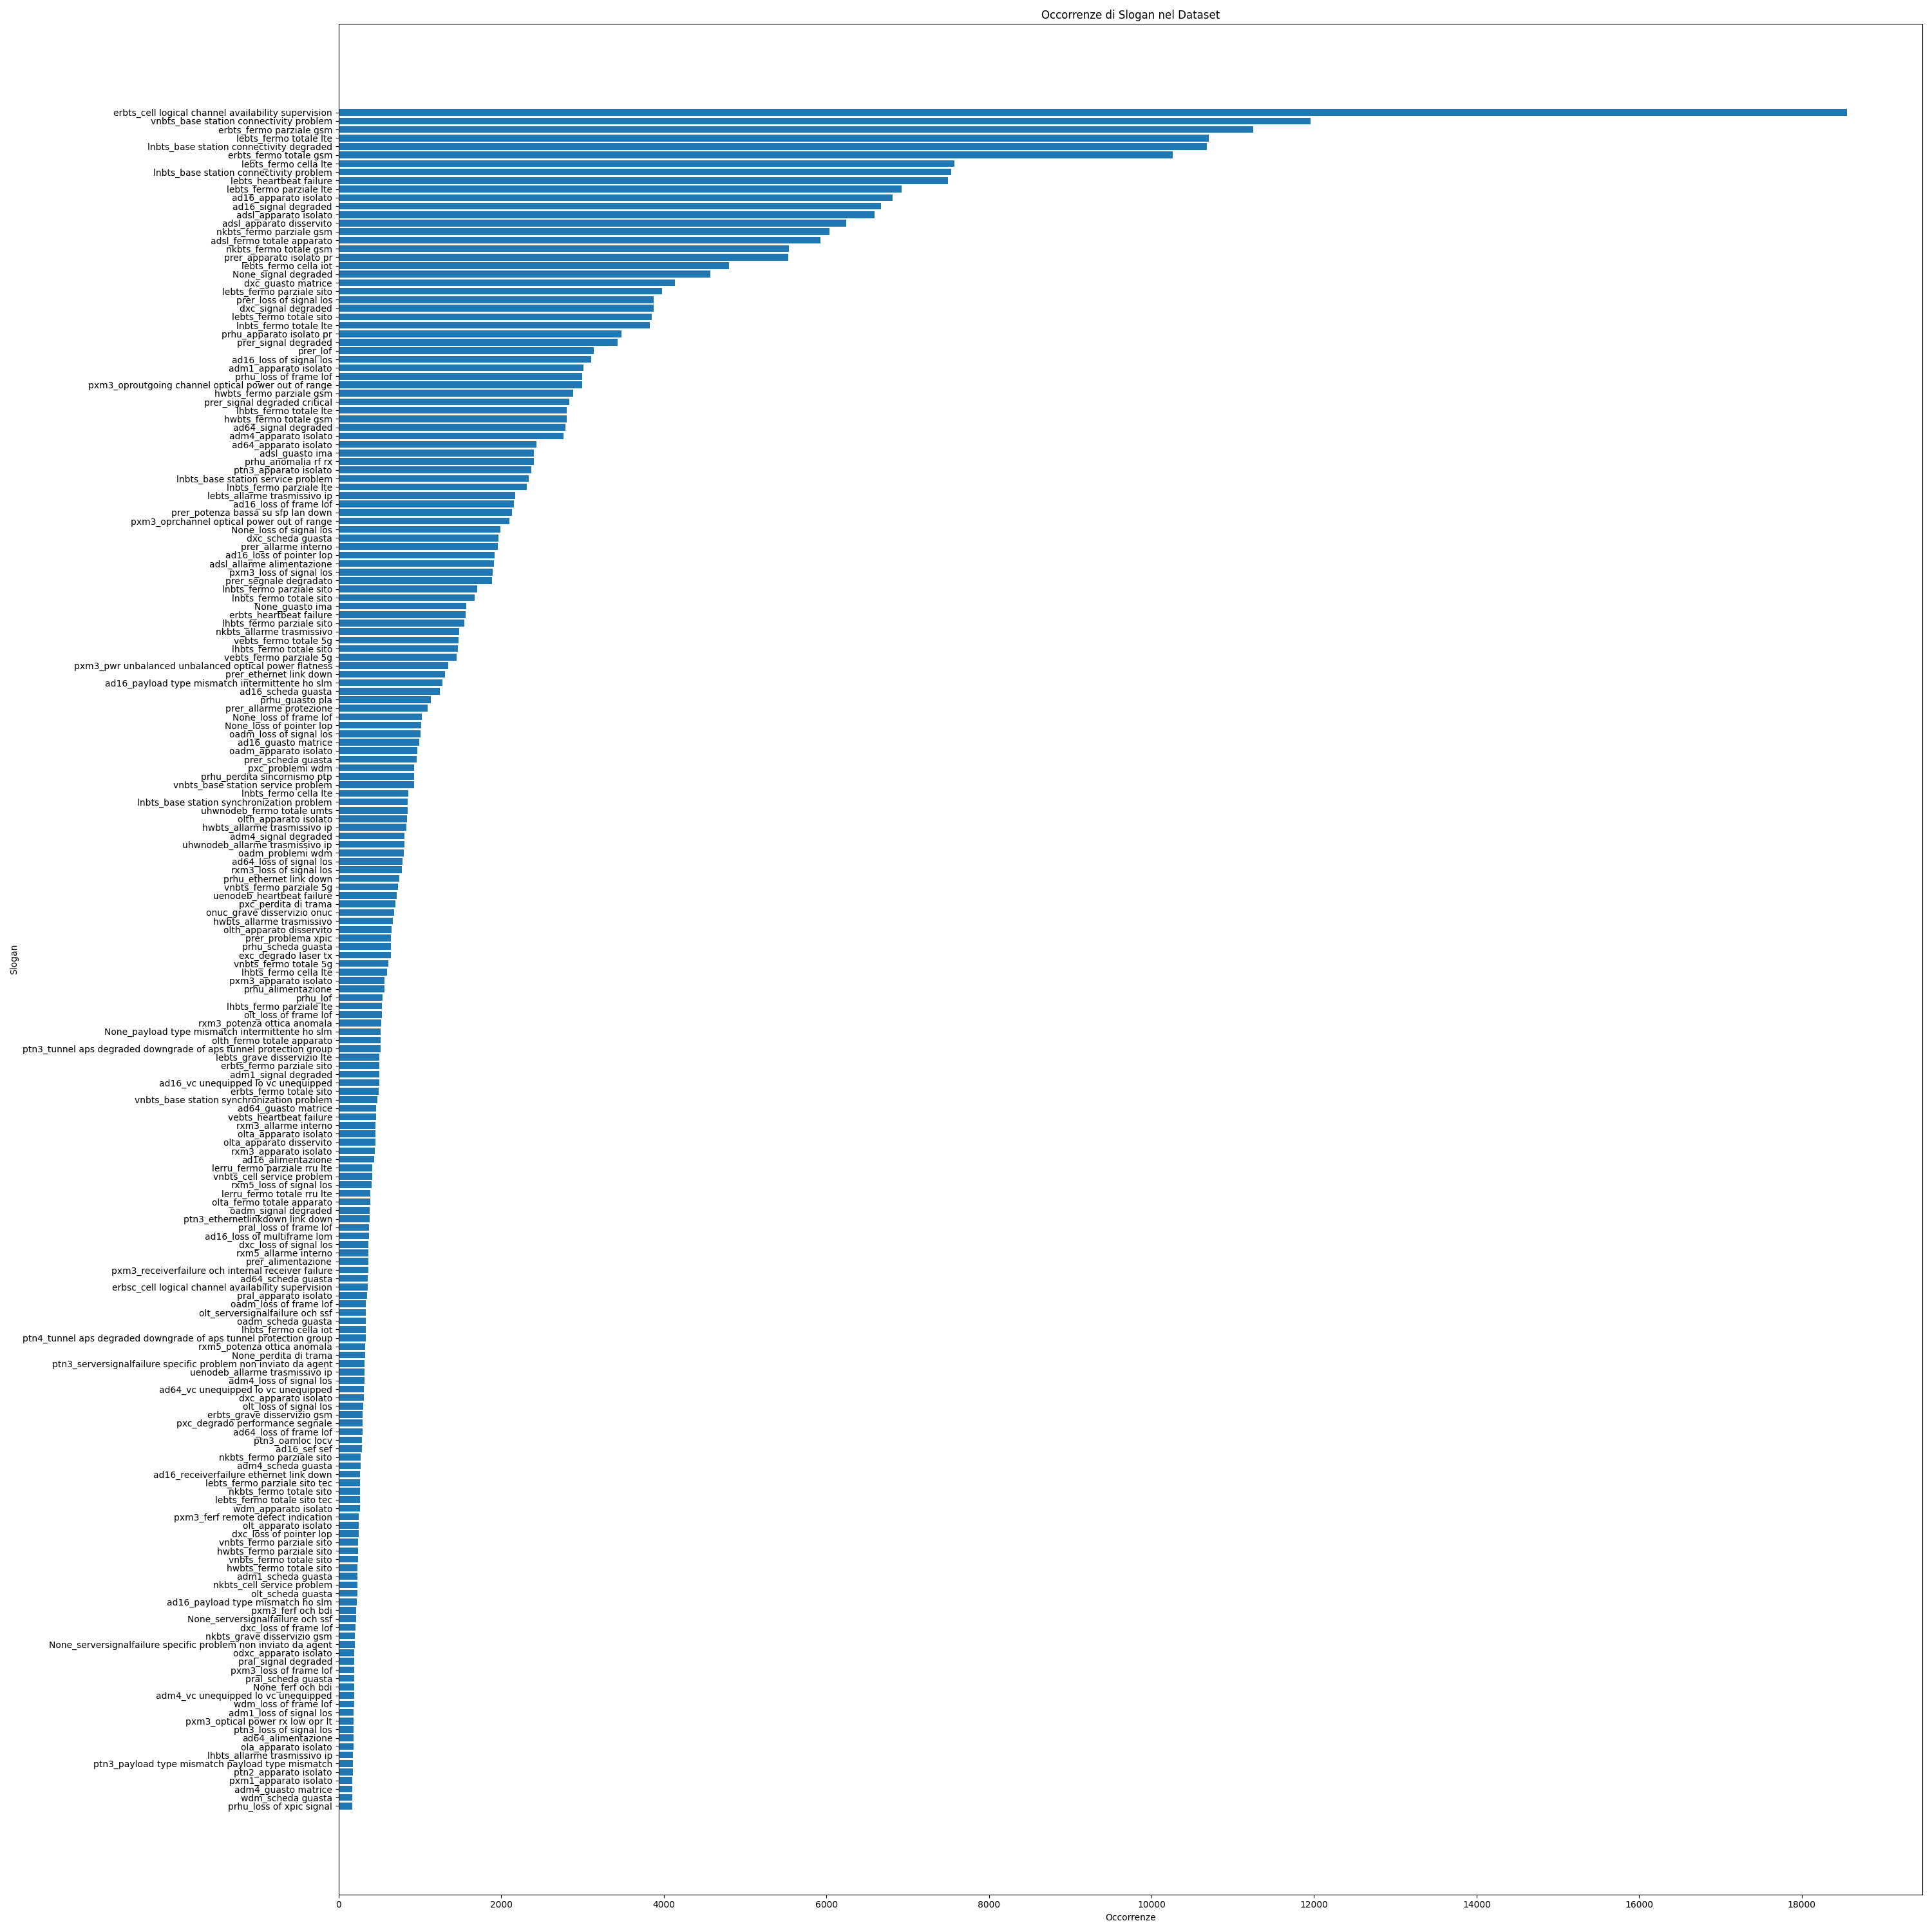 Occorrenze di Slogan nel Dataset
erbts_cell logical channel availability supervision
vnbts_base station connectivity problem
erbts_fermo parziale gsm
lebts_fermo totale lte
lnbts_base station connectivity degraded
erbts_fermo totale gsm
lebts_fermo cella lte
lnbts_base station connectivity problem
lebts_heartbeat failure
lebts_fermo parziale lte
ad16_apparato isolato
ad16_signal degraded
adsl_apparato isolato
adsl_apparato disservito
nkbts_fermo parziale gsm
adsl_fermo totale apparato
nkbts_fermo totale gsm
prer_apparato isolato pr
lebts_fermo cella iot
None_signal degraded
dxc_guasto matrice
lebts_fermo parziale sito
prer_loss of signal los
dxc_signal degraded
lebts_fermo totale sito
lnbts_fermo totale lte
prhu_apparato isolato pr
prer_signal degraded
prer_lof
ad16_loss of signal los
adm1_apparato isolato
prhu_loss of frame lof
pxm3_oproutgoing channel optical power out of range
hwbts_fermo parziale gsm
prer_signal degraded critical
lhbts_fermo totale lte
hwbts_fermo totale gsm
ad64_signal degraded
adm4_apparato isolato
ad64_apparato isolato
adsl_guasto ima
prhu_anomalia rf rx
ptn3_apparato isolato
lnbts_base station service problem
lnbts_fermo parziale lte
lebts_allarme trasmissivo ip
ad16_loss of frame lof
prer_potenza bassa su sfp lan down
pxm3_oprchannel optical power out of range
None_loss of signal los
dxc_scheda guasta
prer_allarme interno
ad16_loss of pointer lop
adsl_allarme alimentazione
pxm3_loss of signal los
prer_segnale degradato
lnbts_fermo parziale sito
lnbts_fermo totale sito
None_guasto ima
erbts_heartbeat failure
lhbts_fermo parziale sito
nkbts_allarme trasmissivo
vebts_fermo totale 5g
lhbts_fermo totale sito
vebts_fermo parziale 5g
pxm3_pwr unbalanced unbalanced optical power flatness
prer_ethernet link down
ad16_payload type mismatch intermittente ho slm
ad16_scheda guasta
prhu_guasto pla
prer_allarme protezione
None_loss of frame lof
None_loss of pointer lop
oadm_loss of signal los
ad16_guasto matrice
oadm_apparato isolato
prer_scheda guasta
pxc_problemi wdm
prhu_perdita sincornismo ptp
vnbts_base station service problem
lnbts_fermo cella lte
lnbts_base station synchronization problem
uhwnodeb_fermo totale umts
olth_apparato isolato
hwbts_allarme trasmissivo ip
adm4_signal degraded
uhwnodeb_allarme trasmissivo ip
oadm_problemi wdm
ad64_loss of signal los
rxm3_loss of signal los
prhu_ethernet link down
vnbts_fermo parziale 5g
uenodeb_heartbeat failure
pxc_perdita di trama
onuc_grave disservizio onuc
hwbts_allarme trasmissivo
olth_apparato disservito
prer_problema xpic
prhu_scheda guasta
exc_degrado laser tx
vnbts_fermo totale 5g
lhbts_fermo cella lte
pxm3_apparato isolato
prhu_alimentazione
prhu_lof
lhbts_fermo parziale lte
olt_loss of frame lof
rxm3_potenza ottica anomala
None_payload type mismatch intermittente ho slm
olth_fermo totale apparato
ptn3_tunnel aps degraded downgrade of aps tunnel protection group
lebts_grave disservizio lte
erbts_fermo parziale sito
adm1_signal degraded
ad16_vc unequipped lo vc unequipped
erbts_fermo totale sito
vnbts_base station synchronization problem
ad64_guasto matrice
vebts_heartbeat failure
rxm3_allarme interno
olta_apparato isolato
olta_apparato disservito
rxm3_apparato isolato
ad16_alimentazione
lerru_fermo parziale rru lte
vnbts_cell service problem
rxm5_loss of signal los
lerru_fermo totale rru lte
olta_fermo totale apparato
oadm_signal degraded
ptn3_ethernetlinkdown link down
pral_loss of frame lof
ad16_loss of multiframe lom
dxc_loss of signal los
rxm5_allarme interno
prer_alimentazione
pxm3_receiverfailure och internal receiver failure
ad64_scheda guasta
erbsc_cell logical channel availability supervision
pral_apparato isolato
oadm_loss of frame lof
olt_serversignalfailure och ssf
oadm_scheda guasta
lhbts_fermo cella iot
ptn4_tunnel aps degraded downgrade of aps tunnel protection group
rxm5_potenza ottica anomala
None_perdita di trama
ptn3_serversignalfailure specific problem non inviato da agent
uenodeb_allarme trasmissivo ip
adm4_loss of signal los
ad64_vc unequipped lo vc unequipped
dxc_apparato isolato
olt_loss of signal los
erbts_grave disservizio gsm
pxc_degrado performance segnale
ad64_loss of frame lof
ptn3_oamloc locv
ad16_sef sef
nkbts_fermo parziale sito
adm4_scheda guasta
ad16_receiverfailure ethernet link down
lebts_fermo parziale sito tec
nkbts_fermo totale sito
lebts_fermo totale sito tec
wdm_apparato isolato
pxm3_ferf remote defect indication
olt_apparato isolato
dxc_loss of pointer lop
vnbts_fermo parziale sito
hwbts_fermo parziale sito
vnbts_fermo totale sito
hwbts_fermo totale sito
adm1_scheda guasta
nkbts_cell service problem
olt_scheda guasta
ad16_payload type mismatch ho slm
pxm3_ferf och bdi
None_serversignalfailure och ssf
dxc_loss of frame lof
nkbts_grave disservizio gsm
None_serversignalfailure specific problem non inviato da agent
odxc_apparato isolato
pral_signal degraded
pxm3_loss of frame lof
pral_scheda guasta
None_ferf och bdi
adm4_vc unequipped lo vc unequipped
wdm_loss of frame lof
adm1_loss of signal los
pxm3_optical power rx low opr lt
ptn3_loss of signal los
ad64_alimentazione
ola_apparato isolato
lhbts_allarme trasmissivo ip
ptn3_payload type mismatch payload type mismatch
ptn2_apparato isolato
pxm1_apparato isolato
adm4_guasto matrice
wdm_scheda guasta
prhu_loss of xpic signal
Slogan
0 2000 4000 6000 8000 10000 12000 14000 16000 18000
Occorrenze